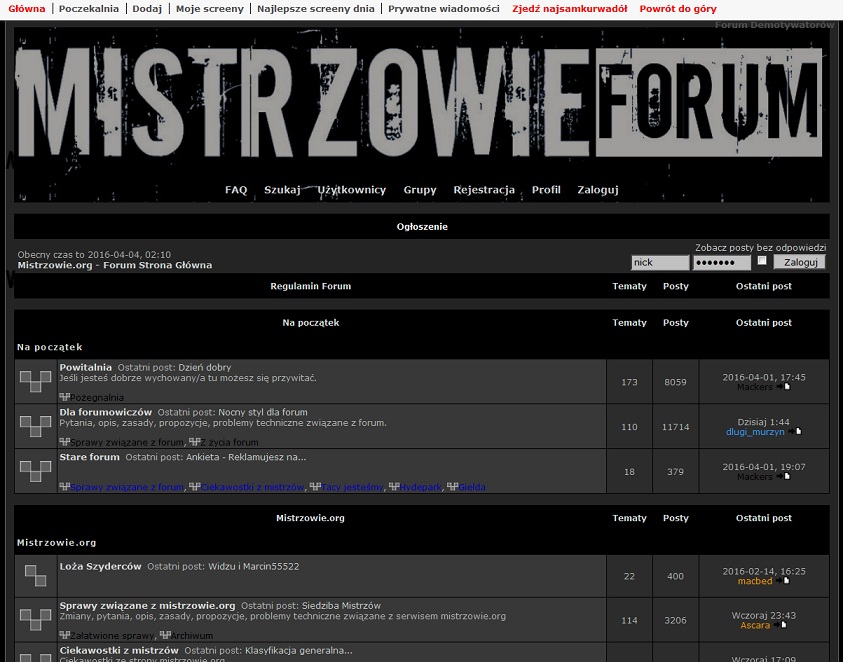 Główna | Poczekalnia | Dodaj | Moje screeny | Najlepsze screeny dnia | Prywatne wiadomości Zjedź najsamkurwadół Powrót do góry
Forum Demotywatorów
MISTRZOWIE FORUM
FAQ Szukaj Użytkownicy Grupy Rejestracja Profil Zaloguj
Ogłoszenie
Zobacz posty bez odpowiedzi
Obecny czas to 2016-04-04, 02:10
Mistrzowie.org - Forum Strona Główna
nick ••••••• Zaloguj
Regulamin Forum Tematy Posty Ostatni post
Na początek Tematy Posty Ostatni post
Na początek
Powitalnia Ostatni post: Dzień dobry
Jeśli jesteś dobrze wychowany/a tu możesz się przywitać.
Pożegnalnia
173 8059 2016-04-01, 17:45
Mackers
Dla forumowiczów Ostatni post: Nocny styl dla forum
Pytania, opis, zasady, propozycje, problemy techniczne związane z forum.
Sprawy związane z forum, Z życia forum
110 11714 Dzisiaj 1:44
dlugi_murzyn
Stare forum Ostatni post: Ankieta - Reklamujesz na...
Sprawy związane z forum, Ciekawostki z mistrzów, Tacy jesteśmy, Hydepark, Giełda
18 379 2016-04-01, 19:07
Mackers
Mistrzowie.org Tematy Posty Ostatni post
Mistrzowie.org
Loża Szyderców Ostatni post: Widzu i Marcin55522
22 400 2016-02-14, 16:25
macbed
Sprawy związane z mistrzowie.org Ostatni post: Siedziba Mistrzów
Zmiany, pytania, opis, zasady, propozycje, problemy techniczne związane z serwisem mistrzowie.org
Załatwione sprawy, Archiwum
114 3206 Wczoraj 23:43
Ascara
Ciekawostki z mistrzów Ostatni post: Klasyfikacja generalna...
Ciekawostki ze strony mistrzowie.org
Wczoraj 17:09